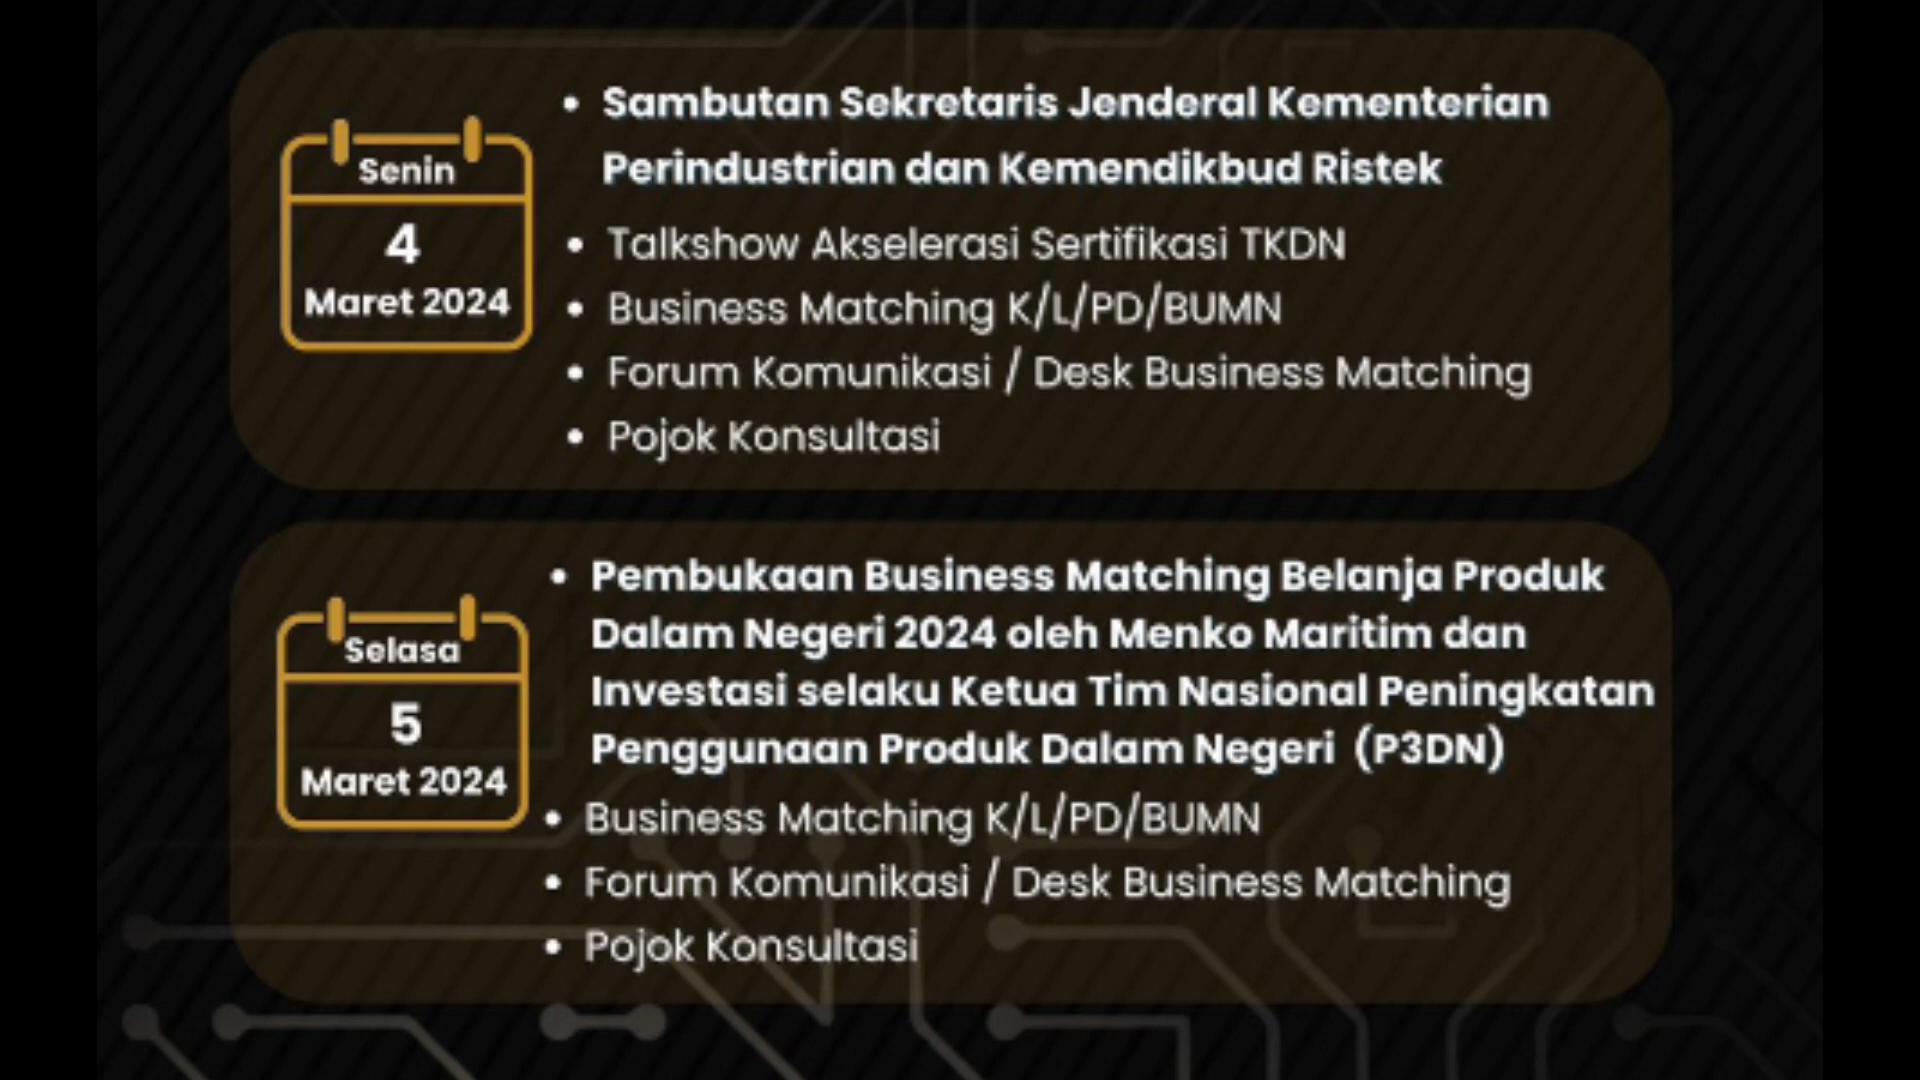 Senin
4
Maret 2024
• Sambutan Sekretaris Jenderal Kementerian
Perindustrian dan Kemendikbud Ristek
• Talkshow Akselerasi Sertifikasi TKDN
• Business Matching K/L/PD/BUMN
• Forum Komunikasi / Desk Business Matching
• Pojok Konsultasi
Selasa
5
Maret 2024
• Pembukaan Business Matching Belanja Produk
Dalam Negeri 2024 oleh Menko Maritim dan
Investasi selaku Ketua Tim Nasional Peningkatan
Penggunaan Produk Dalam Negeri (P3DN)
• Business Matching K/L/PD/BUMN
• Forum Komunikasi / Desk Business Matching
• Pojok Konsultasi